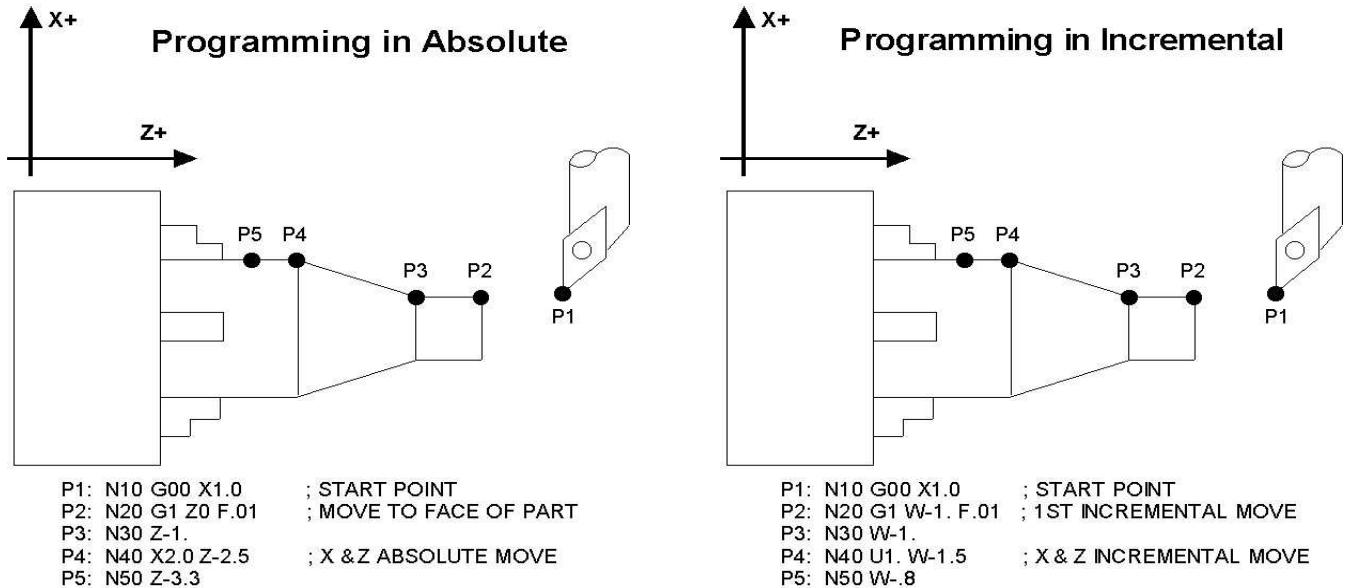 X+
Programming in Absolute
Z+
P5 P4
P3 P2
P1
P1: N10 G00 X1.0 ; START POINT
P2: N20 G1 Z0 F.01 ; MOVE TO FACE OF PART
P3: N30 Z-1.
P4: N40 X2.0 Z-2.5 ; X & Z ABSOLUTE MOVE
P5: N50 Z-3.3
X+
Programming in Incremental
Z+
P5 P4
P3 P2
P1
P1: N10 G00 X1.0 ; START POINT
P2: N20 G1 W-1. F.01 ; 1ST INCREMENTAL MOVE
P3: N30 W-1.
P4: N40 U1. W-1.5 ; X & Z INCREMENTAL MOVE
P5: N50 W-.8